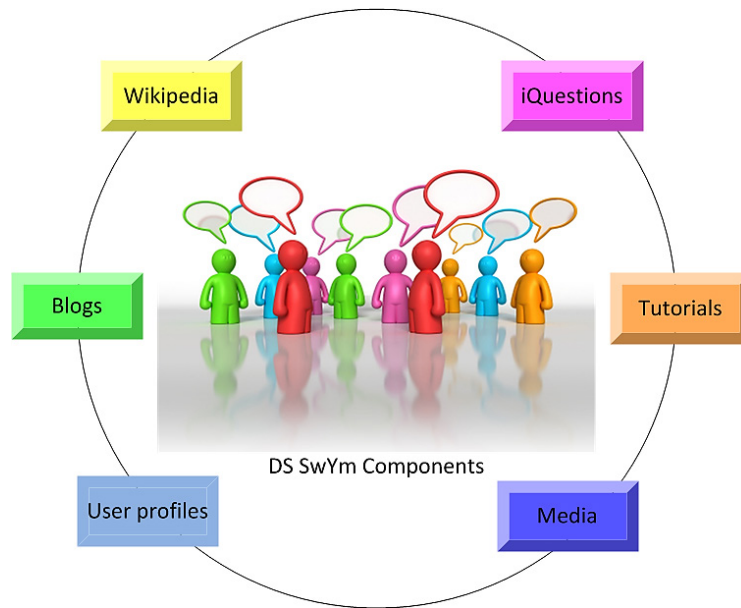 Wikipedia
iQuestions
Blogs
Tutorials
DS SwYm Components
User profiles
Media